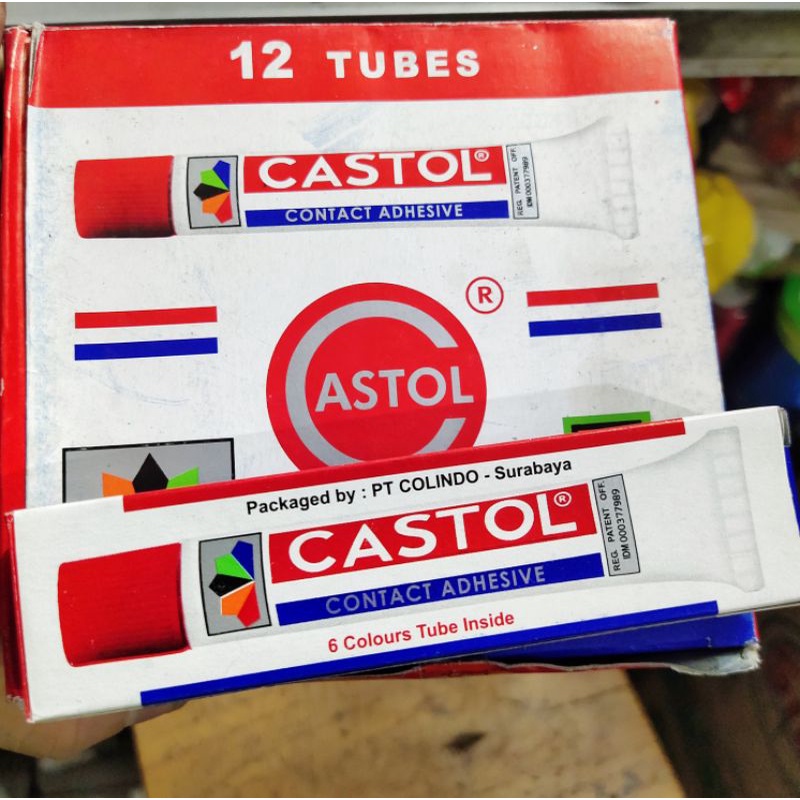 12 TUBES
CASTOL®
CONTACT ADHESIVE
REG. PATENT OFF.
IDM 000377989
®
CASTOL
Packaged by : PT COLINDO - Surabaya
CASTOL®
CONTACT ADHESIVE
REG. PATENT OFF.
IDM 000377989
6 Colours Tube Inside